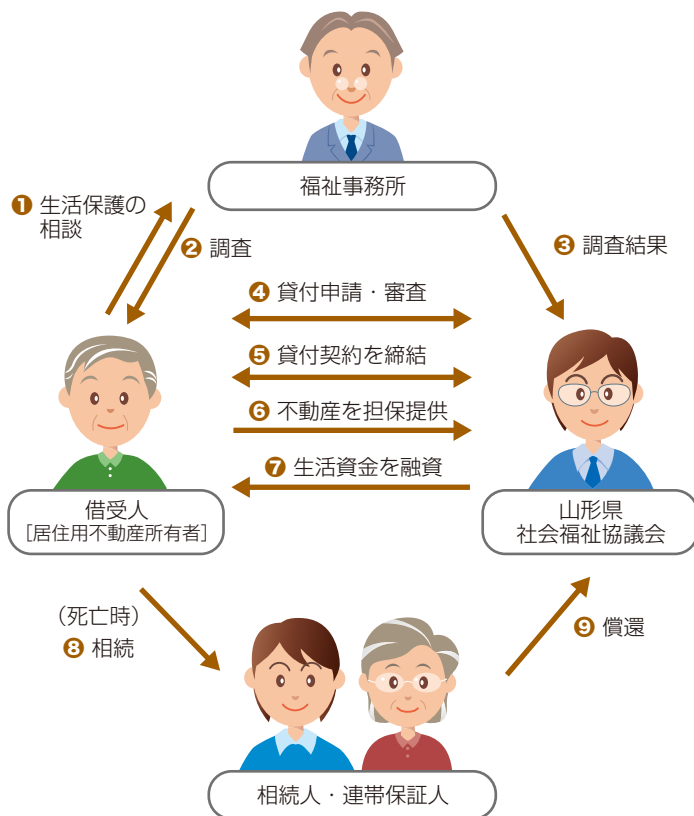 福祉事務所
❶ 生活保護の
相談
❷ 調査
❸ 調査結果
❹ 貸付申請・審査
❺ 貸付契約を締結
❻ 不動産を担保提供
❼ 生活資金を融資
借受人
［居住用不動産所有者］
山形県
社会福祉協議会
（死亡時）
❽ 相続
❾ 償還
相続人・連帯保証人